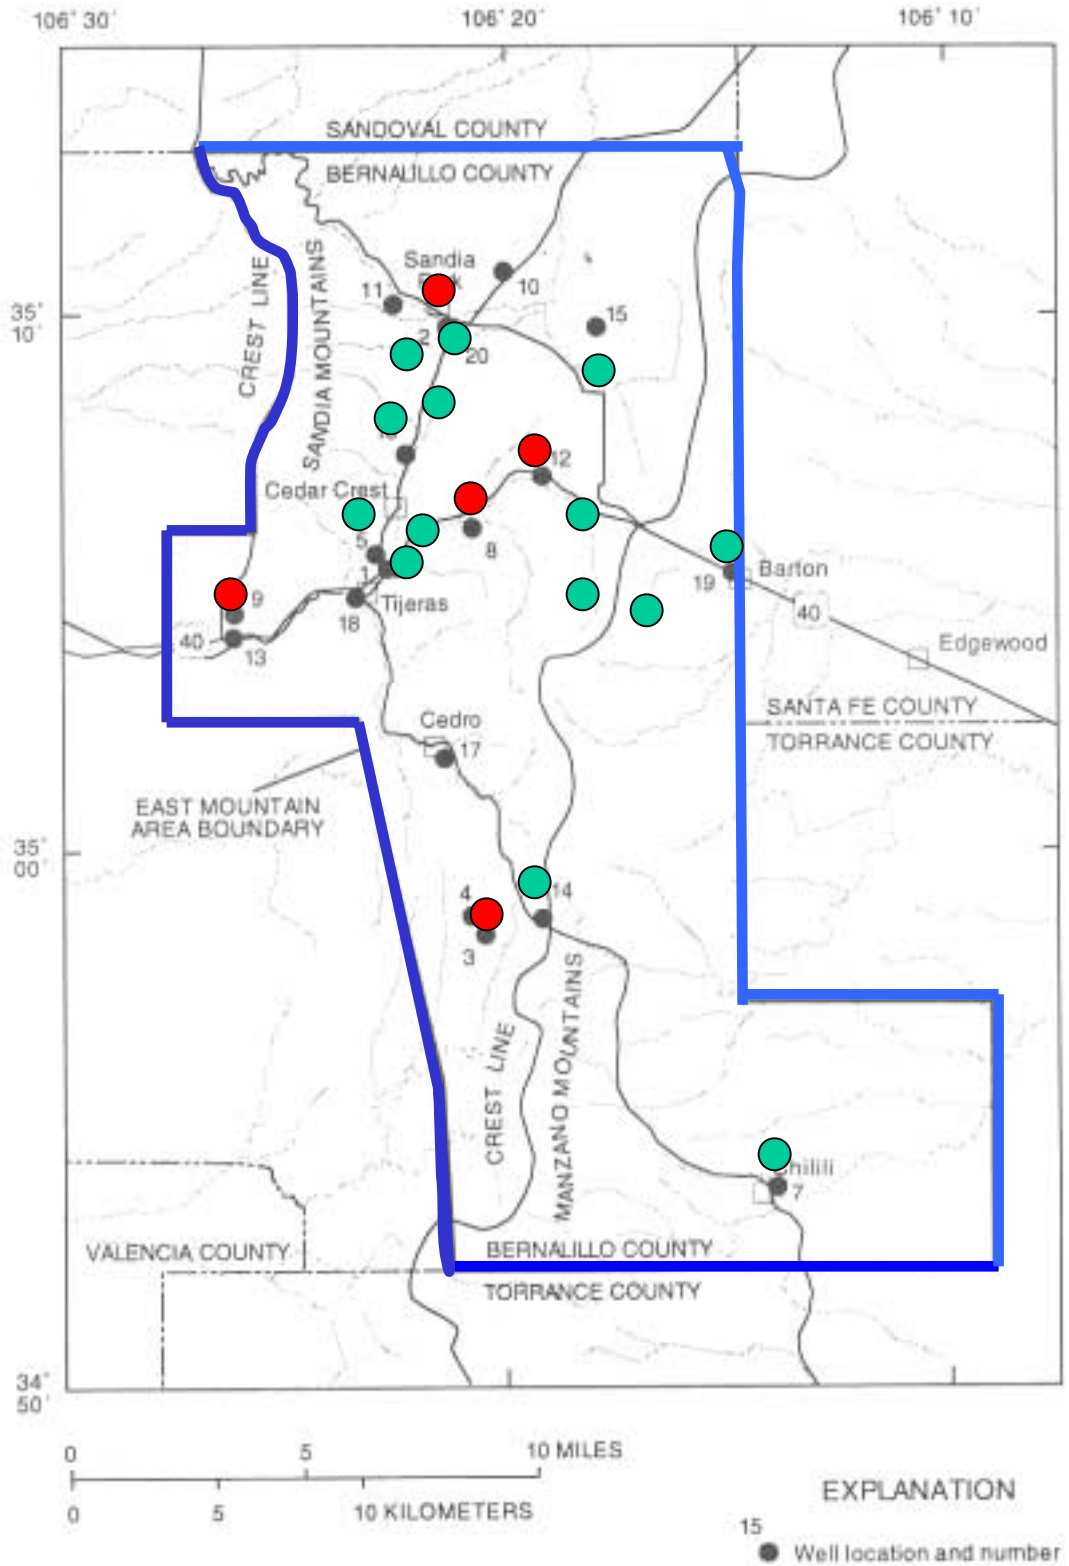 106° 30′
106° 20′
106° 10′
SANDOVAL COUNTY
BERNALILLO COUNTY
Sandia
10
11
15
35°
10′
2
20
CREST LINE
SANDIA MOUNTAINS
12
Cedar Crest
8
5
1
Barton
19
9
Tijeras
40
18
40
13
Edgewood
SANTA FE COUNTY
TORRANCE COUNTY
Cedro
17
EAST MOUNTAIN
AREA BOUNDARY
35°
00′
4
14
3
CREST LINE
MANZANO MOUNTAINS
Chilili
7
VALENCIA COUNTY
BERNALILLO COUNTY
TORRANCE COUNTY
34°
50′
0 5 10 MILES
0 5 10 KILOMETERS
EXPLANATION
15
Well location and number